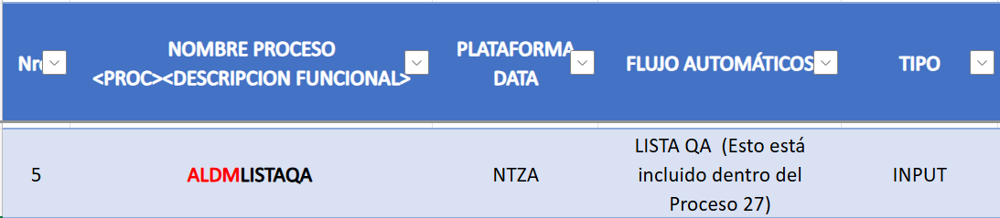 Nro
NOMBRE PROCESO
<PROC><DESCRIPCION FUNCIONAL>
PLATAFORMA
DATA
FLUJO AUTOMÁTICOS
TIPO
5
ALDMLISTAQA
NTZA
LISTA QA (Esto está
incluido dentro del
Proceso 27)
INPUT